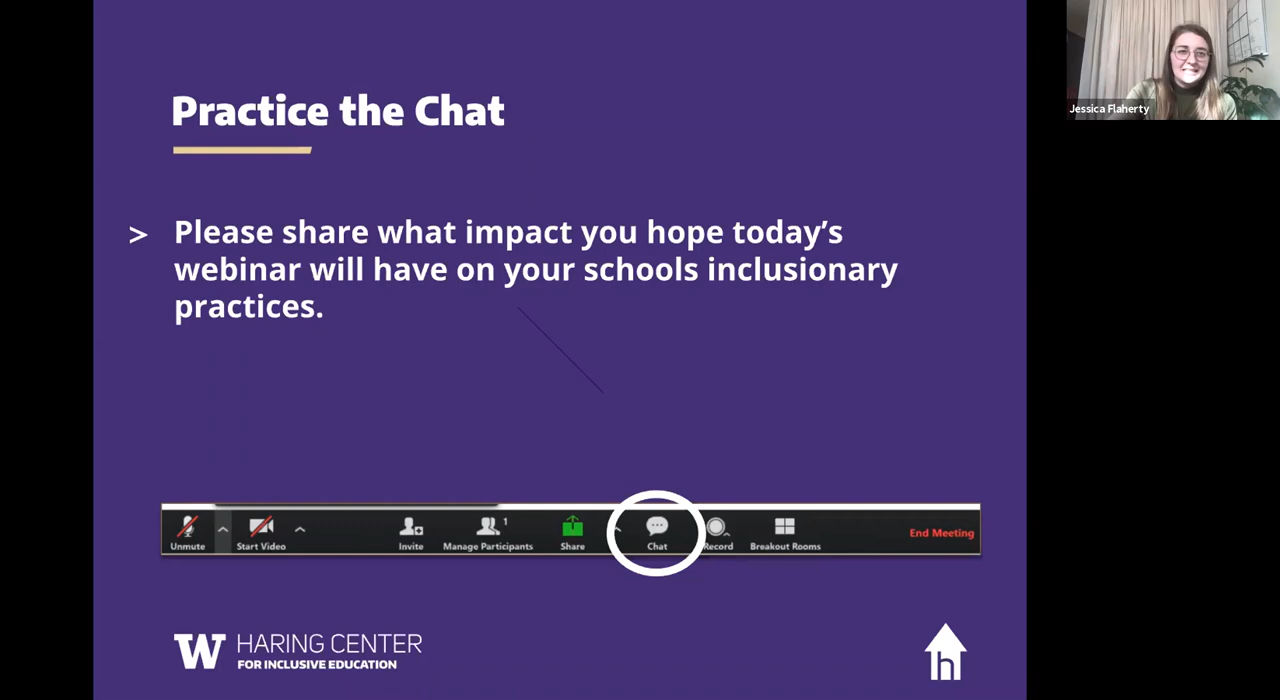 Practice the Chat
> Please share what impact you hope today’s
webinar will have on your schools inclusionary
practices.
Unmute
Start Video
Invite
1
Manage Participants
Share
Chat
Record
Breakout Rooms
End Meeting
W HARING CENTER
FOR INCLUSIVE EDUCATION
h
Jessica Flaherty